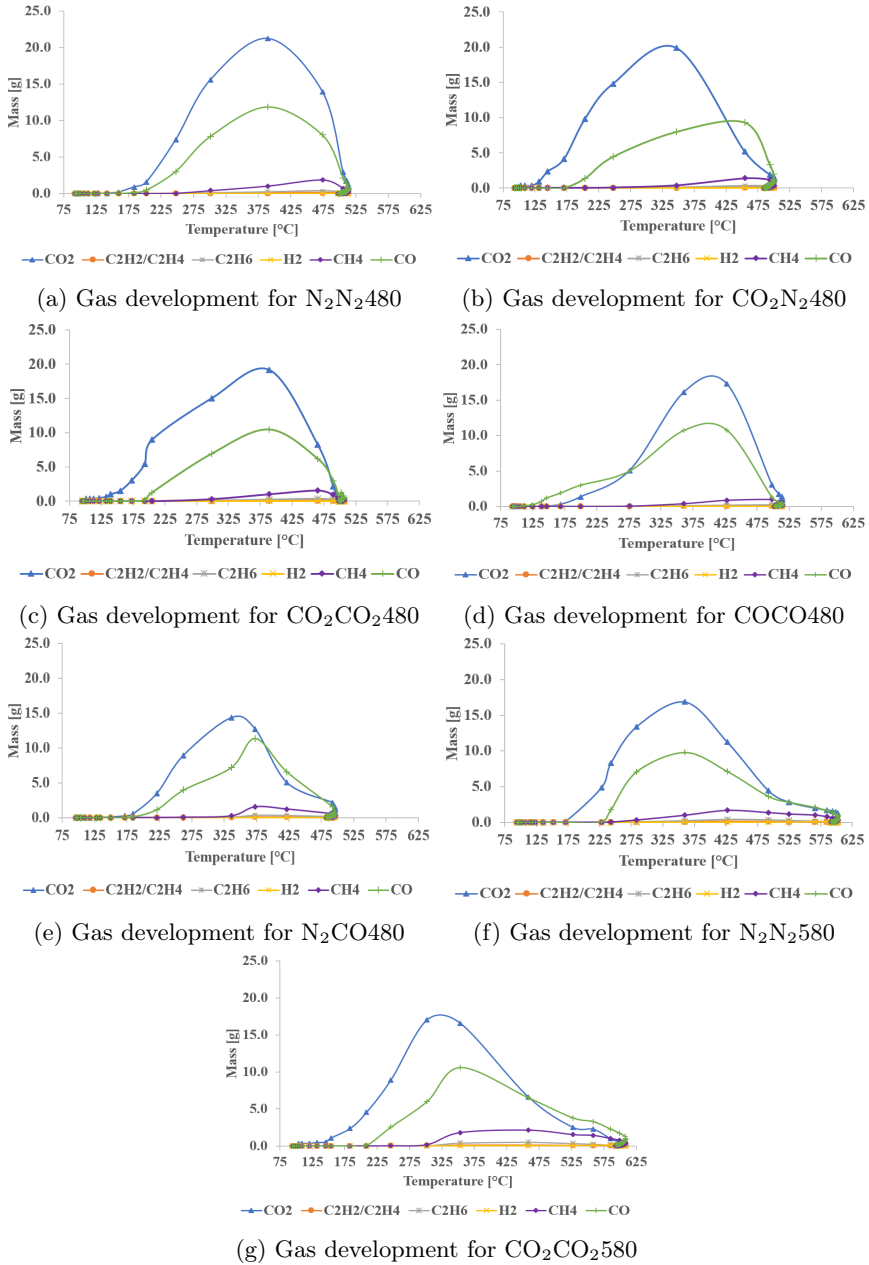 25.0
20.0
15.0
10.0
5.0
0.0
Mass [g]
75 125 175 225 275 325 375 425 475 525 575 625
Temperature [°C]
CO2 C2H2/C2H4 C2H6 H2 CH4 CO
(a) Gas development for N₂N₂480
25.0
20.0
15.0
10.0
5.0
0.0
Mass [g]
75 125 175 225 275 325 375 425 475 525 575 625
Temperature [°C]
CO2 C2H2/C2H4 C2H6 H2 CH4 CO
(b) Gas development for CO₂N₂480
25.0
20.0
15.0
10.0
5.0
0.0
Mass [g]
75 125 175 225 275 325 375 425 475 525 575 625
Temperature [°C]
CO2 C2H2/C2H4 C2H6 H2 CH4 CO
(c) Gas development for CO₂CO₂480
25.0
20.0
15.0
10.0
5.0
0.0
Mass [g]
75 125 175 225 275 325 375 425 475 525 575 625
Temperature [°C]
CO2 C2H2/C2H4 C2H6 H2 CH4 CO
(d) Gas development for COCO480
25.0
20.0
15.0
10.0
5.0
0.0
Mass [g]
75 125 175 225 275 325 375 425 475 525 575 625
Temperature [°C]
CO2 C2H2/C2H4 C2H6 H2 CH4 CO
(e) Gas development for N₂CO480
25.0
20.0
15.0
10.0
5.0
0.0
Mass [g]
75 125 175 225 275 325 375 425 475 525 575 625
Temperature [°C]
CO2 C2H2/C2H4 C2H6 H2 CH4 CO
(f) Gas development for N₂N₂580
25.0
20.0
15.0
10.0
5.0
0.0
Mass [g]
75 125 175 225 275 325 375 425 475 525 575 625
Temperature [°C]
CO2 C2H2/C2H4 C2H6 H2 CH4 CO
(g) Gas development for CO₂CO₂580